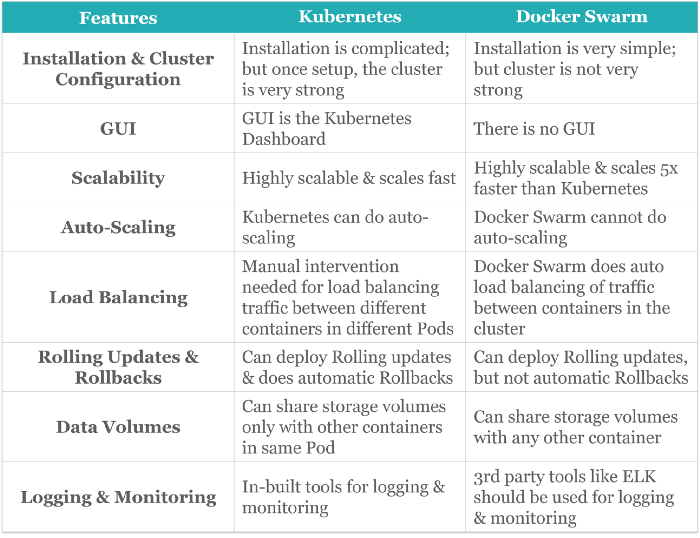 Features
Kubernetes
Docker Swarm
Installation & Cluster
Configuration
Installation is complicated;
but once setup, the cluster
is very strong
Installation is very simple;
but cluster is not very
strong
GUI
GUI is the Kubernetes
Dashboard
There is no GUI
Scalability
Highly scalable & scales fast
Highly scalable & scales 5x
faster than Kubernetes
Auto-Scaling
Kubernetes can do auto-
scaling
Docker Swarm cannot do
auto-scaling
Load Balancing
Manual intervention
needed for load balancing
traffic between different
containers in different Pods
Docker Swarm does auto
load balancing of traffic
between containers in the
cluster
Rolling Updates &
Rollbacks
Can deploy Rolling updates
& does automatic Rollbacks
Can deploy Rolling updates,
but not automatic Rollbacks
Data Volumes
Can share storage volumes
only with other containers
in same Pod
Can share storage volumes
with any other container
Logging & Monitoring
In-built tools for logging &
monitoring
3rd party tools like ELK
should be used for logging
& monitoring